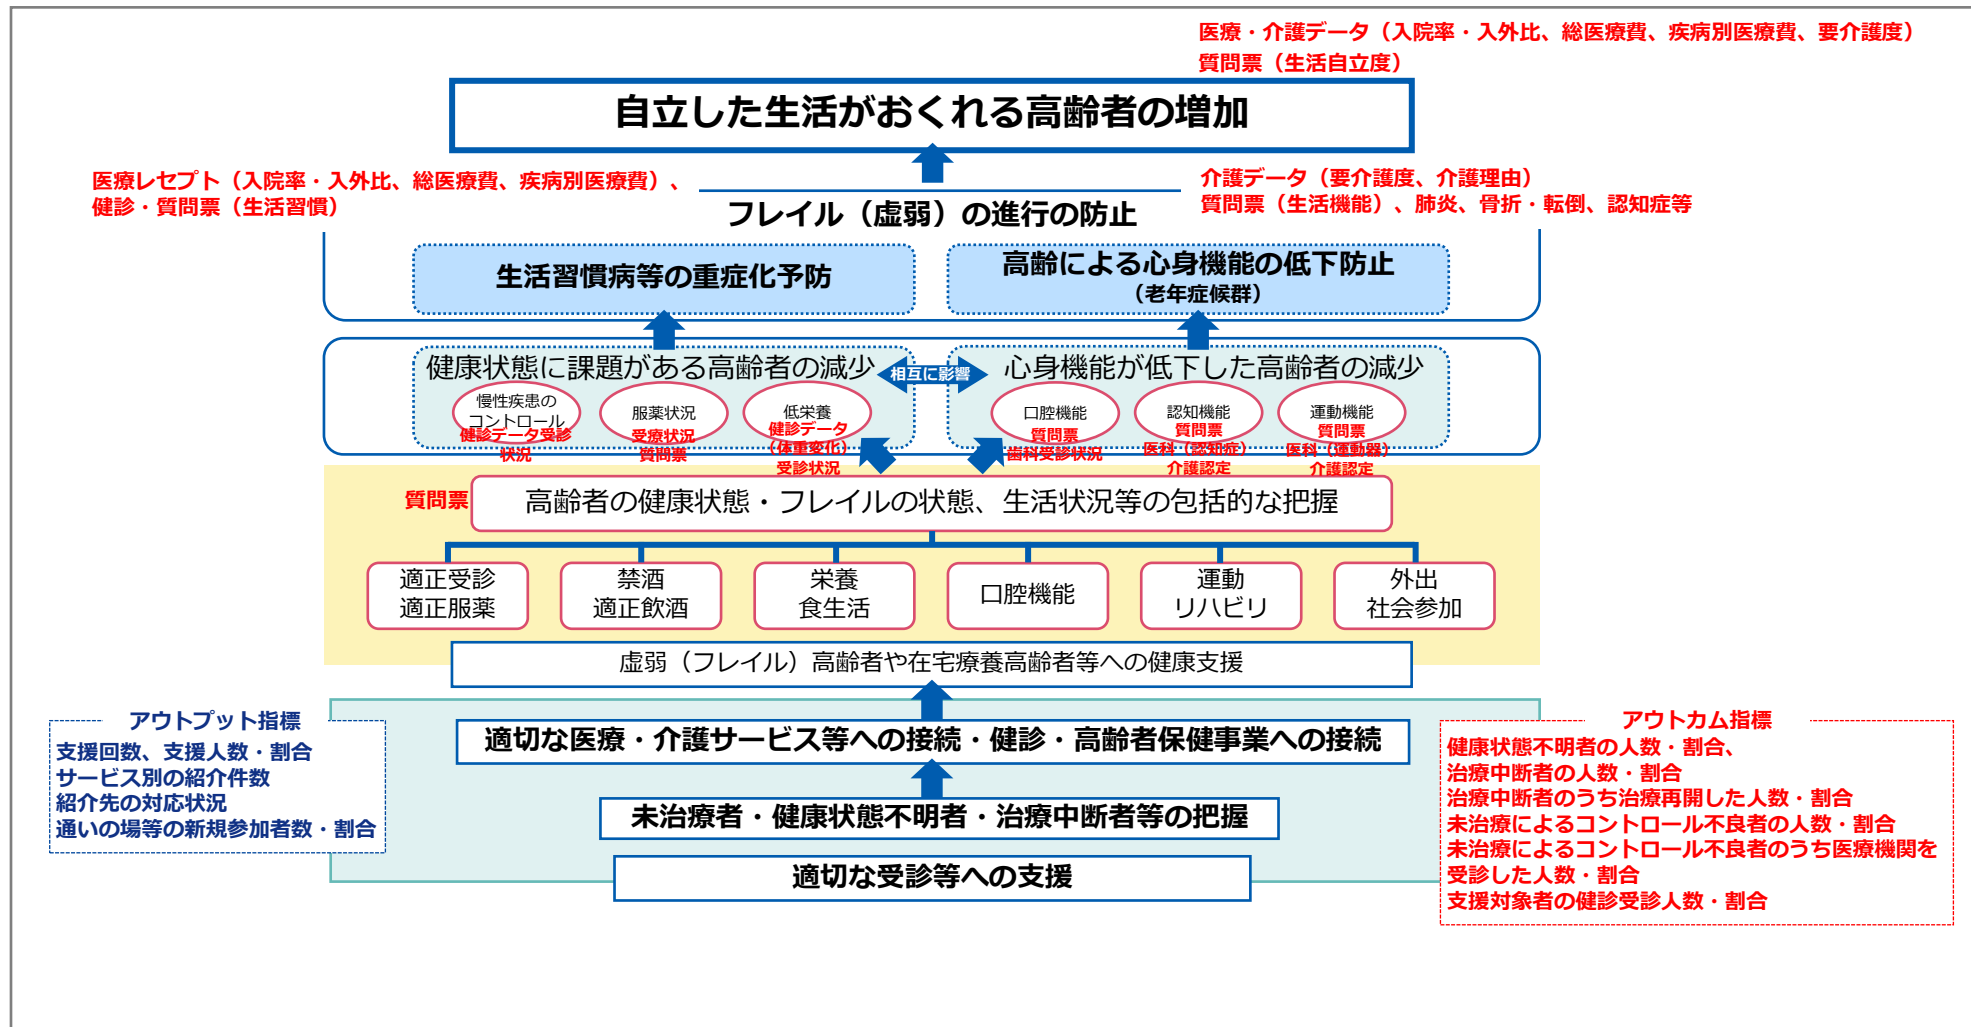 医療・介護データ（入院率・入外比、総医療費、疾病別医療費、要介護度）
質問票（生活自立度）
自立した生活がおくれる高齢者の増加
医療レセプト（入院率・入外比、総医療費、疾病別医療費）、
健診・質問票（生活習慣）
介護データ（要介護度、介護理由）
質問票（生活機能）、肺炎、骨折・転倒、認知症等
フレイル（虚弱）の進行の防止
生活習慣病等の重症化予防
高齢による心身機能の低下防止
（老年症候群）
健康状態に課題がある高齢者の減少
相互に影響
心身機能が低下した高齢者の減少
慢性疾患の
コントロール
健診データ受診
状況
服薬状況
受療状況
質問票
低栄養
健診データ
（体重変化）
受診状況
口腔機能
質問票
歯科受診状況
認知機能
質問票
医科（認知症）
介護認定
運動機能
質問票
医科（運動器）
介護認定
質問票
高齢者の健康状態・フレイルの状態、生活状況等の包括的な把握
適正受診
適正服薬
禁酒
適正飲酒
栄養
食生活
口腔機能
運動
リハビリ
外出
社会参加
虚弱（フレイル）高齢者や在宅療養高齢者等への健康支援
適切な医療・介護サービス等への接続・健診・高齢者保健事業への接続
未治療者・健康状態不明者・治療中断者等の把握
適切な受診等への支援
アウトプット指標
支援回数、支援人数・割合
サービス別の紹介件数
紹介先の対応状況
通いの場等の新規参加者数・割合
アウトカム指標
健康状態不明者の人数・割合、
治療中断者の人数・割合
治療中断者のうち治療再開した人数・割合
未治療によるコントロール不良者の人数・割合
未治療によるコントロール不良者のうち医療機関を
受診した人数・割合
支援対象者の健診受診人数・割合